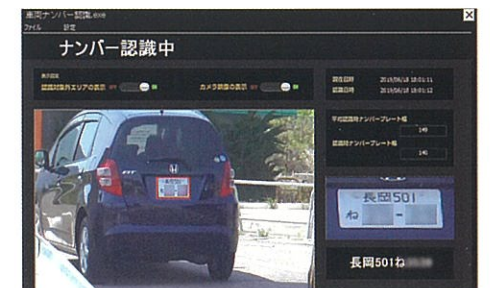 車両ナンバー認識.exe
ファイル 設定
ナンバー認識中
表示設定
認識対象外エリアの表示
カメラ映像の表示
現在日時 2019/06/18 18:01:11
認識日時 2019/06/18 18:01:12
平均認識時ナンバープレート幅
149
認識時ナンバープレート幅
146
長岡501
ね -
長岡501ね